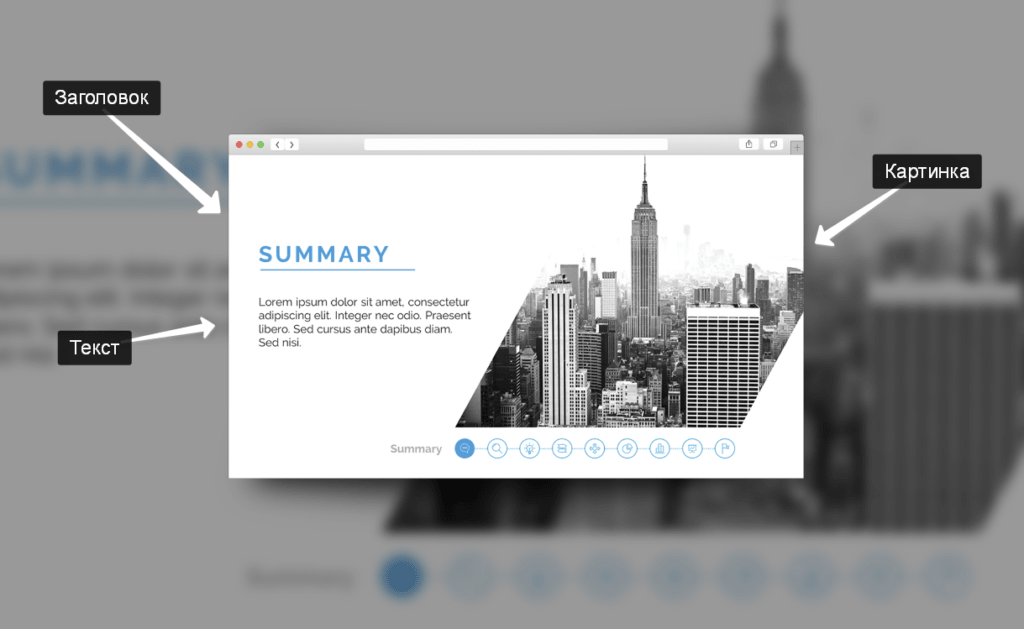 Заголовок
Картинка
SUMMARY
Lorem ipsum dolor sit amet, consectetur
adipiscing elit. Integer nec odio. Praesent
libero. Sed cursus ante dapibus diam.
Sed nisi.
Текст
Summary